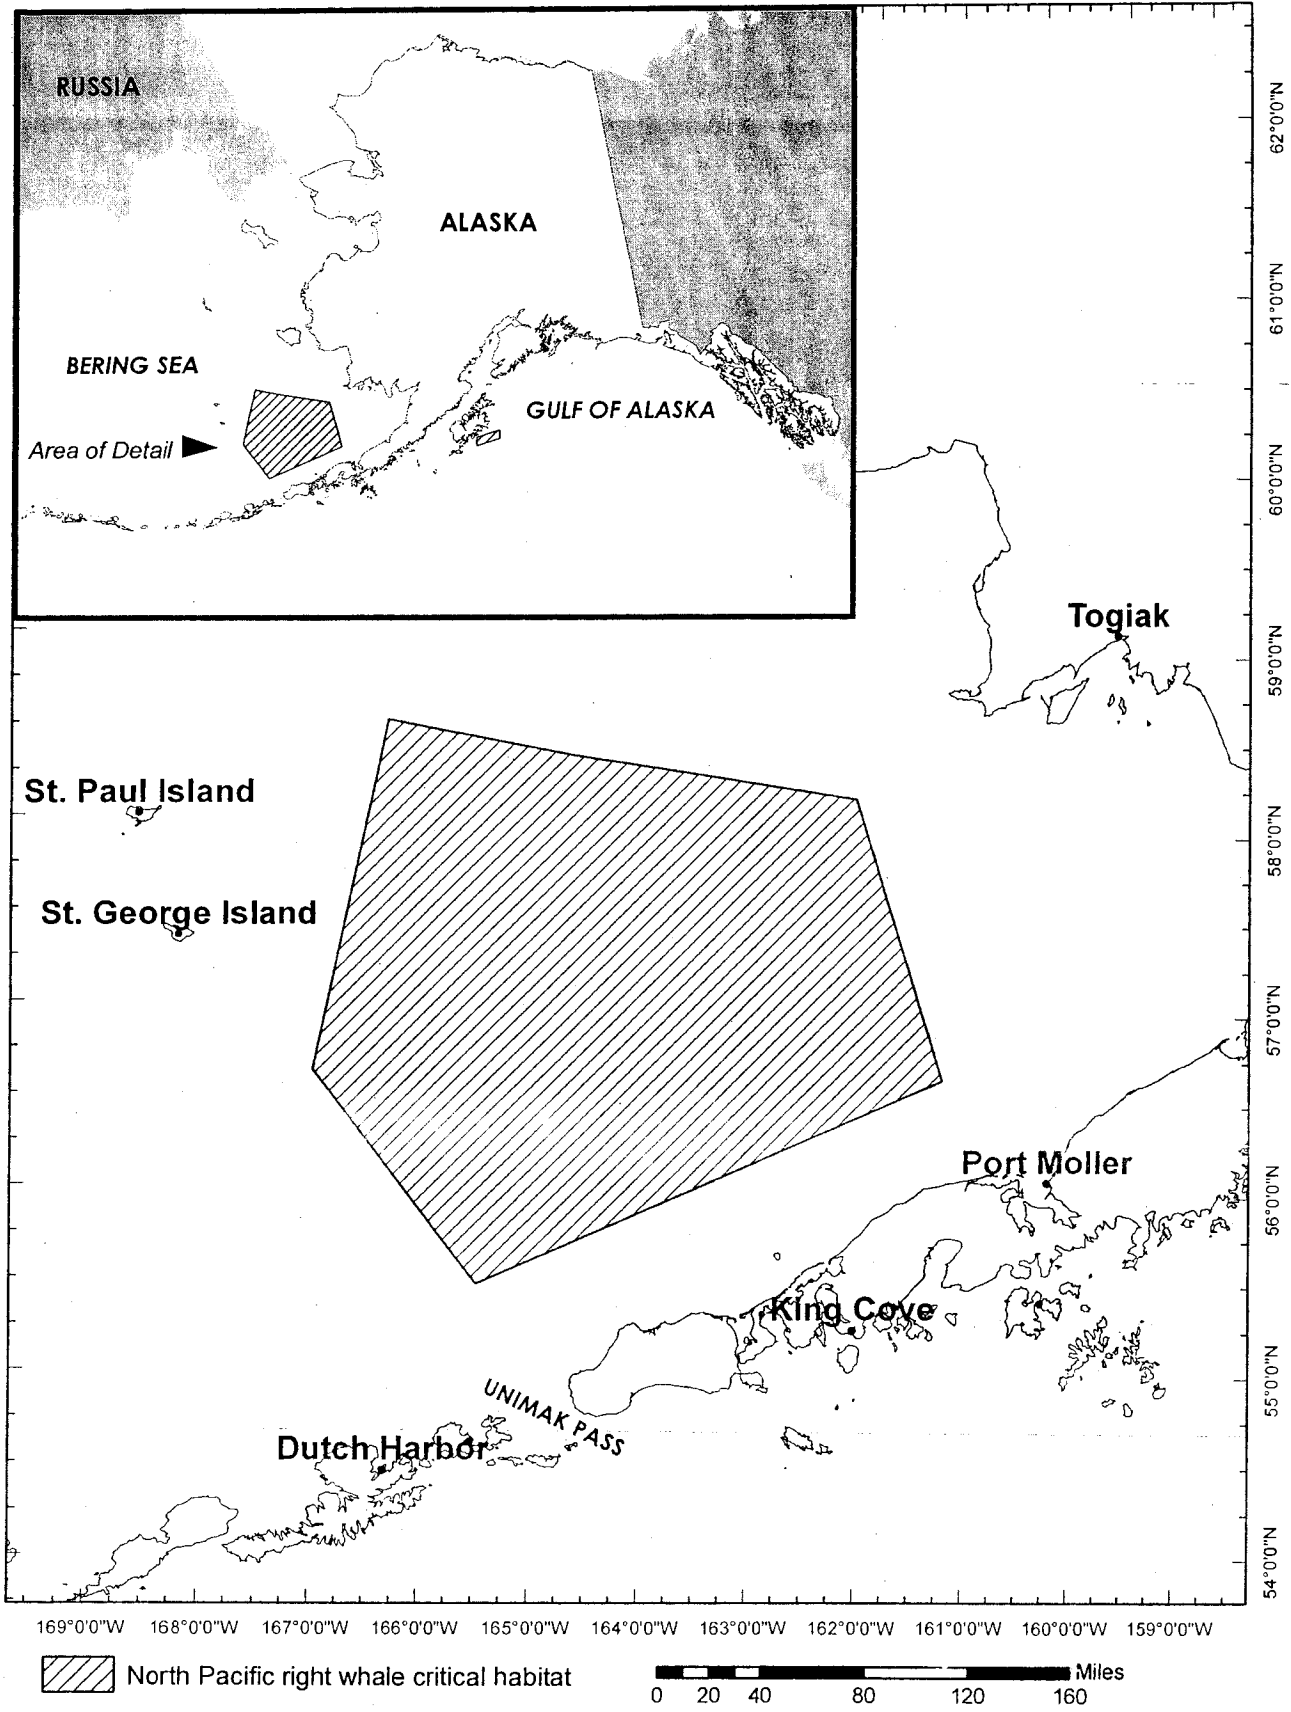 RUSSIA
ALASKA
BERING SEA
GULF OF ALASKA
Area of Detail
62°0'0"N
61°0'0"N
60°0'0"N
59°0'0"N
58°0'0"N
57°0'0"N
56°0'0"N
55°0'0"N
54°0'0"N
Togiak
St. Paul Island
St. George Island
Port Moller
King Cove
UNIMAK PASS
Dutch Harbor
169°0'0"W 168°0'0"W 167°0'0"W 166°0'0"W 165°0'0"W 164°0'0"W 163°0'0"W 162°0'0"W 161°0'0"W 160°0'0"W 159°0'0"W
North Pacific right whale critical habitat
Miles
0 20 40 80 120 160